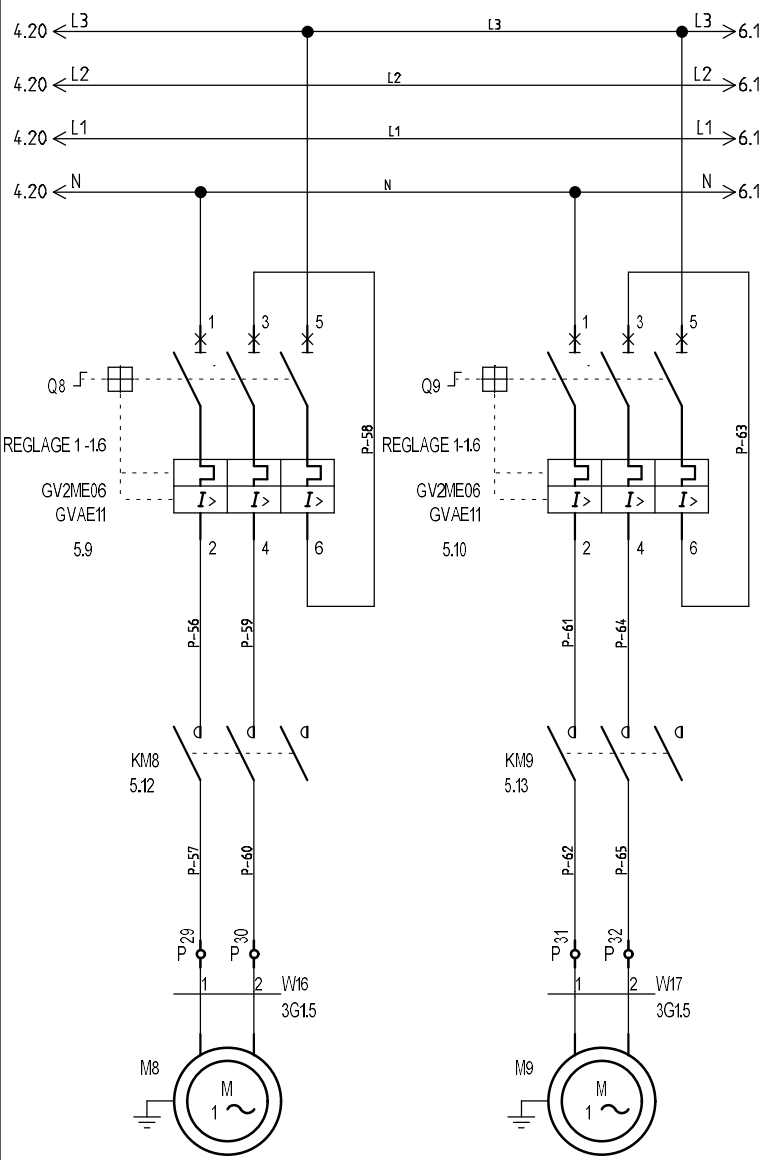 4.20 L3 L3 L3 6.1
4.20 L2 L2 L2 6.1
4.20 L1 L1 L1 6.1
4.20 N N N 6.1
1 3 5 1 3 5
Q8 Q9
P-58 P-63
REGLAGE 1-1.6 REGLAGE 1-1.6
GV2ME06 I> I> I> GV2ME06 I> I> I>
GVAE11 GVAE11
5.9 2 4 6 5.10 2 4 6
P-56 P-59 P-61 P-64
KM8 KM9
5.12 5.13
P-57 P-60 P-62 P-65
P29 P30 P31 P32
1 2 W16 1 2 W17
3G1.5 3G1.5
M8 M9
M M
1 ~ 1 ~